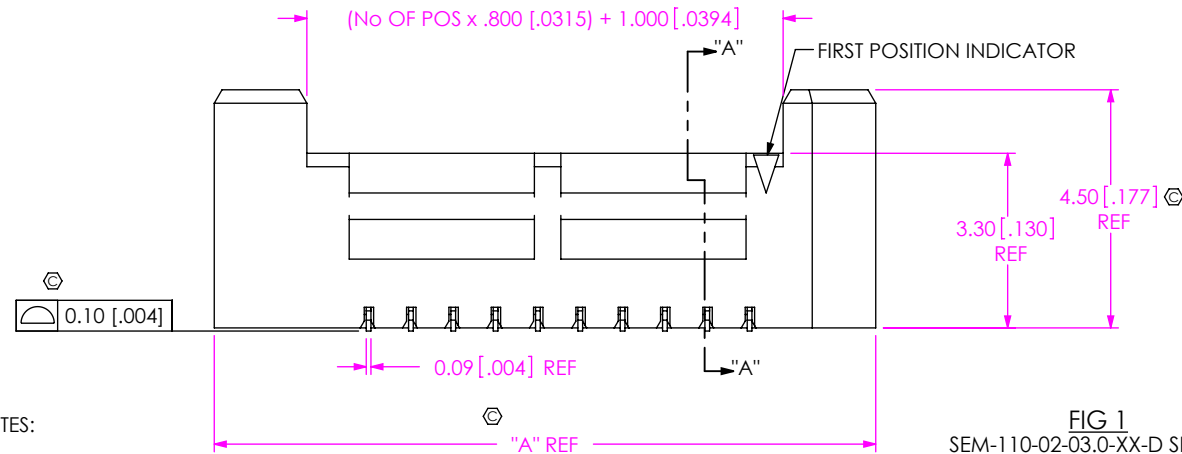 (No OF POS x .800 [.0315) + 1.000 [.0394]
"A"
FIRST POSITION INDICATOR
4.50 [.177] Ⓒ
REF
3.30 [.130]
REF
Ⓒ
⌓ 0.10 [.004]
0.09 [.004] REF
"A"
Ⓒ
TES:
"A" REF
FIG 1
SEM-110-02-03.0-XX-D